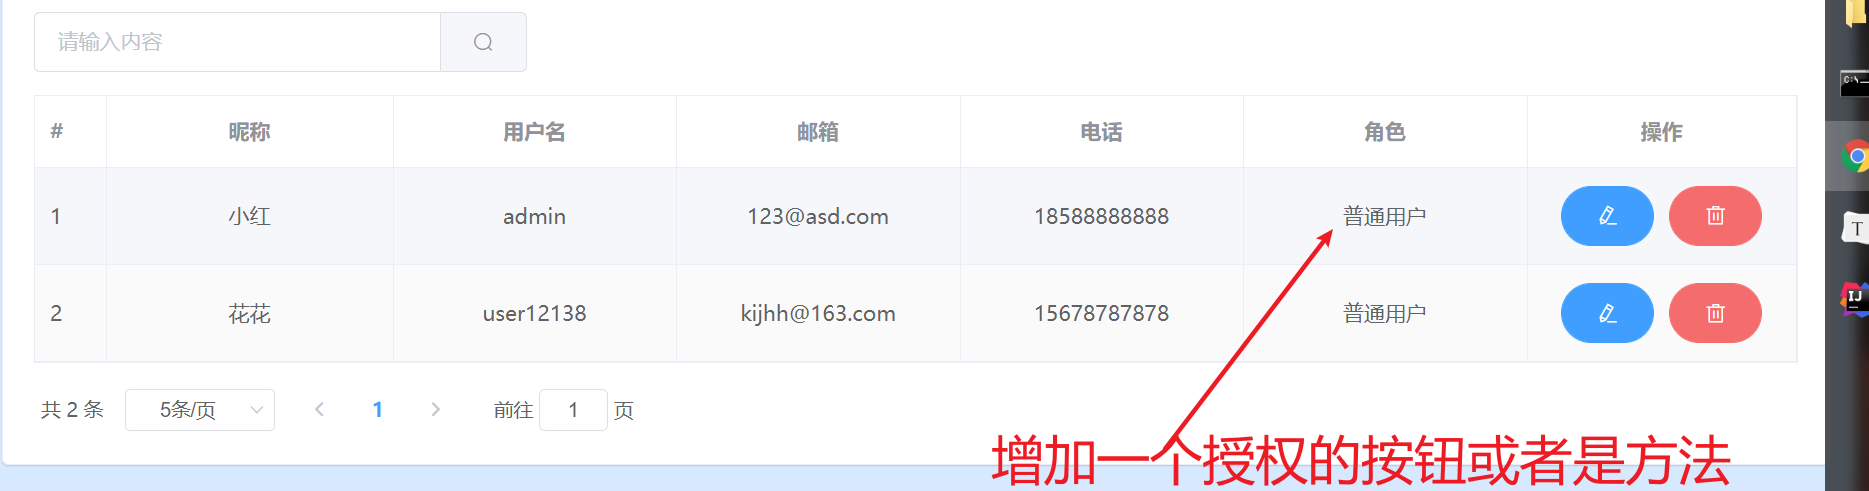 请输入内容
# 昵称 用户名 邮箱 电话 角色 操作
1 小红 admin 123@asd.com 18588888888 普通用户
2 花花 user12138 kijhh@163.com 15678787878 普通用户
共 2 条 5条/页 1 前往 1 页
增加一个授权的按钮或者是方法
C:\
T
IJ